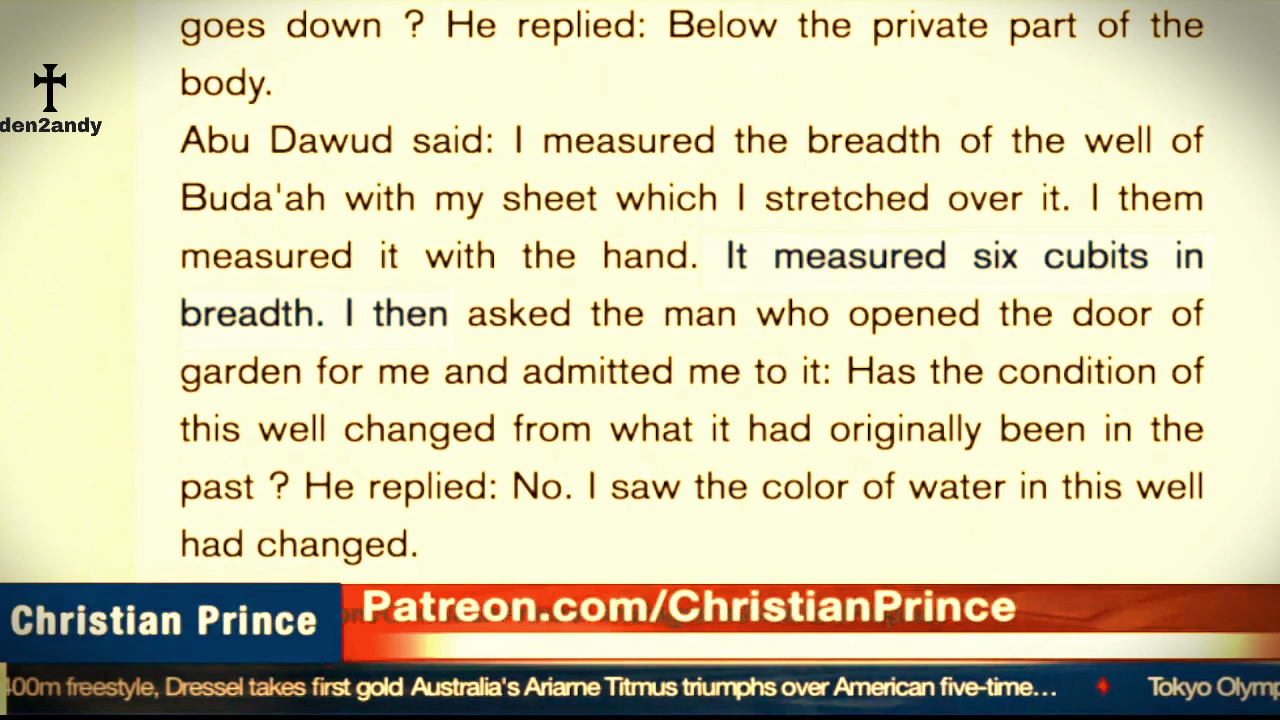 goes down ? He replied: Below the private part of the
body.
den2andy
Abu Dawud said: I measured the breadth of the well of
Buda'ah with my sheet which I stretched over it. I them
measured it with the hand. It measured six cubits in
breadth. I then asked the man who opened the door of
garden for me and admitted me to it: Has the condition of
this well changed from what it had originally been in the
past ? He replied: No. I saw the color of water in this well
had changed.
Christian Prince
Patreon.com/ChristianPrince
400m freestyle, Dressel takes first gold Australia's Ariarne Titmus triumphs over American five-time… Tokyo Olymp